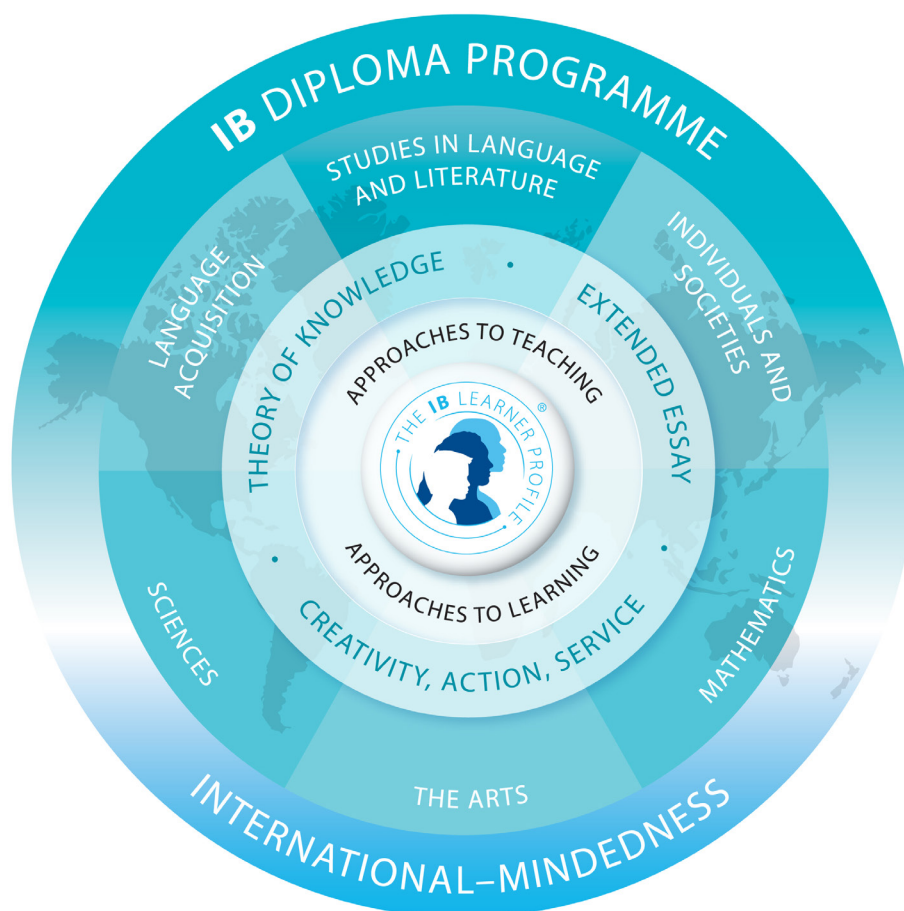 IB DIPLOMA PROGRAMME
STUDIES IN LANGUAGE
AND LITERATURE
LANGUAGE
ACQUISITION
INDIVIDUALS AND
SOCIETIES
THEORY OF KNOWLEDGE
EXTENDED ESSAY
APPROACHES TO TEACHING
THE IB LEARNER PROFILE
®
APPROACHES TO LEARNING
CREATIVITY, ACTION, SERVICE
SCIENCES
MATHEMATICS
THE ARTS
INTERNATIONAL–MINDEDNESS